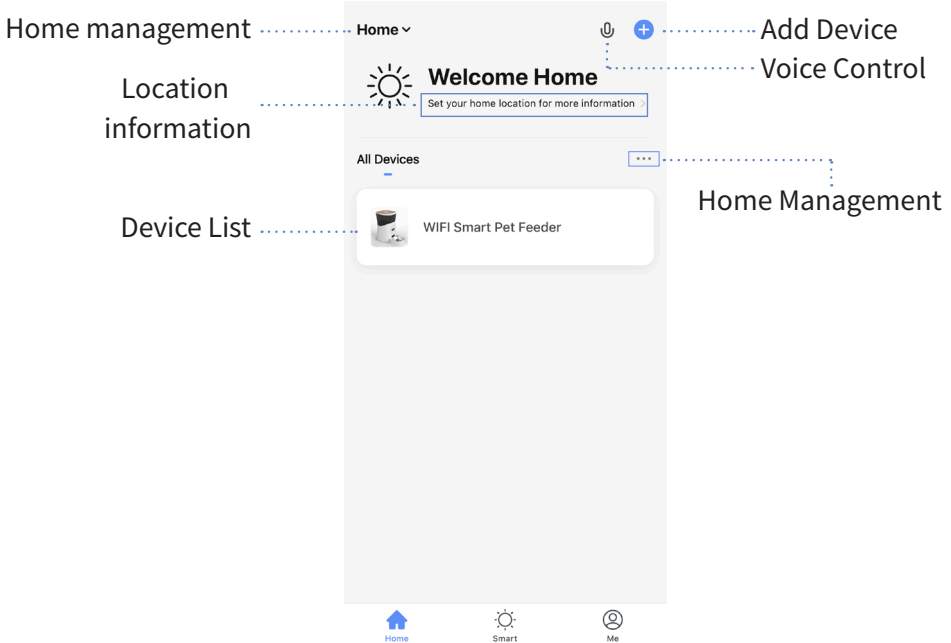 Home management
Home
Add Device
Voice Control
Location
information
Welcome Home
Set your home location for more information
All Devices
Home Management
Device List
WIFI Smart Pet Feeder
Home
Smart
Me